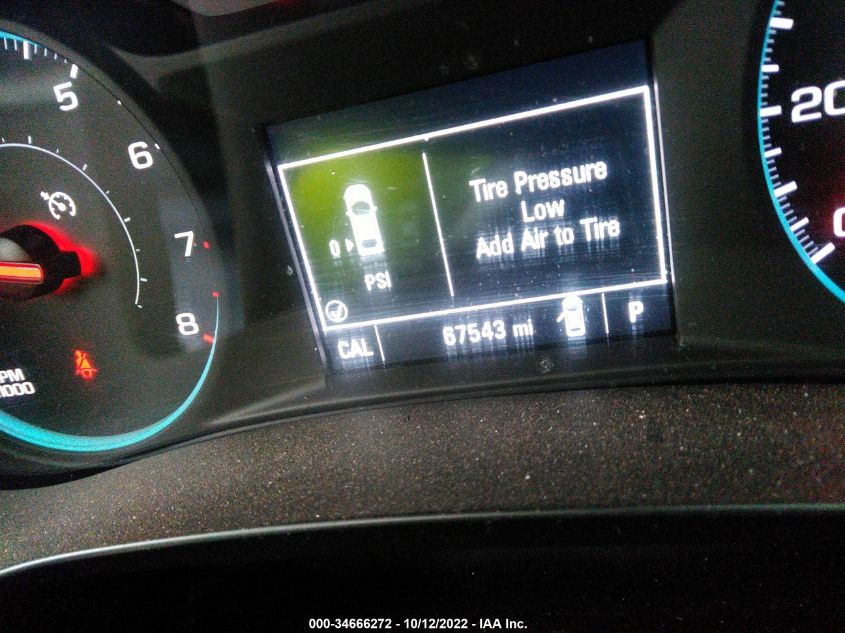 5
6
7
8
PM
1000
Tire Pressure
Low
Add Air to Tire
0
PSI
CAL
67543 mi
P
20
0
000-34666272 - 10/12/2022 - IAA Inc.